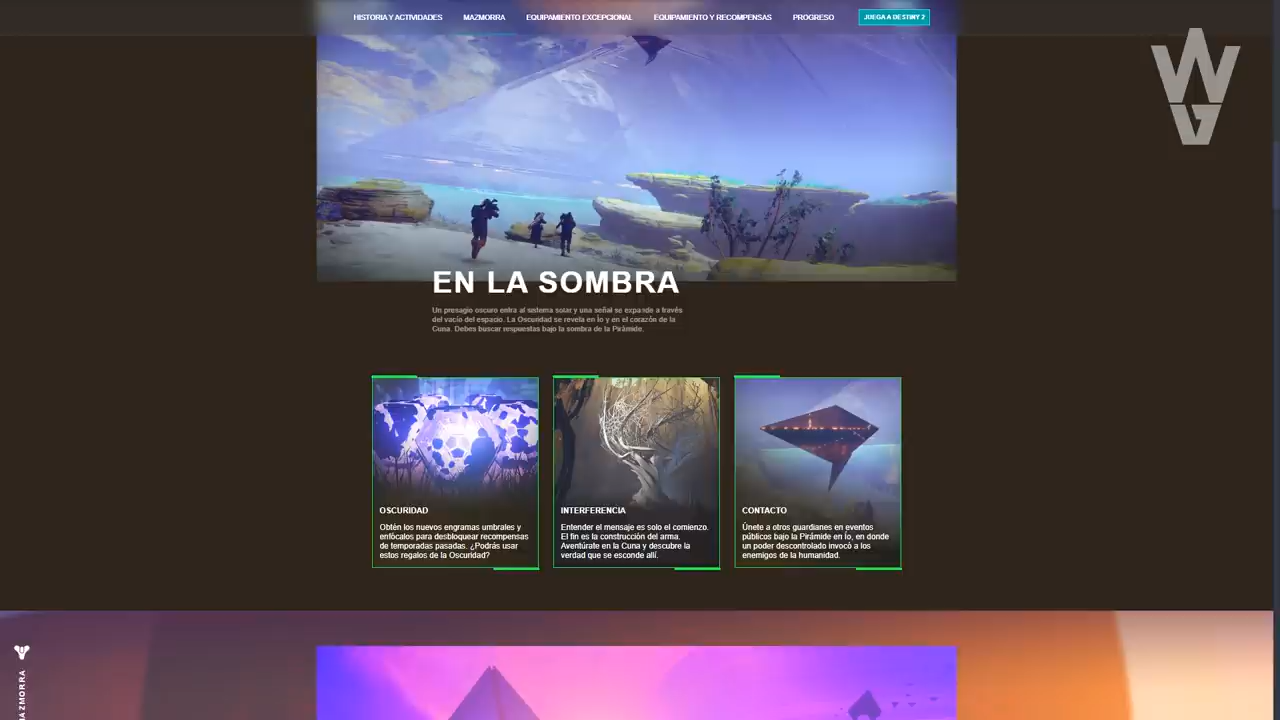 HISTORIA Y ACTIVIDADES MAZMORRA EQUIPAMIENTO EXCEPCIONAL EQUIPAMIENTO Y RECOMPENSAS PROGRESO JUEGA A DESTINY 2
WG
EN LA SOMBRA
Un presagio oscuro entra al sistema solar y una señal se expande a través
del vacío del espacio. La Oscuridad se revela en Ío y en el corazón de la
Cuna. Debes buscar respuestas bajo la sombra de la Pirámide.
OSCURIDAD
Obtén los nuevos engramas umbrales y
enfócalos para desbloquear recompensas
de temporadas pasadas. ¿Podrás usar
estos regalos de la Oscuridad?
INTERFERENCIA
Entender el mensaje es solo el comienzo.
El fin es la construcción del arma.
Aventúrate en la Cuna y descubre la
verdad que se esconde allí.
CONTACTO
Únete a otros guardianes en eventos
públicos bajo la Pirámide en Ío, en donde
un poder descontrolado invocó a los
enemigos de la humanidad.
MAZMORRA